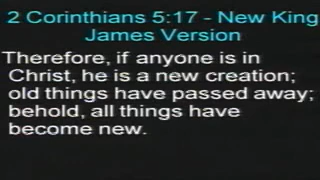 2 Corinthians 5:17 - New King
James Version
Therefore, if anyone is in
Christ, he is a new creation;
old things have passed away;
behold, all things have
become new.